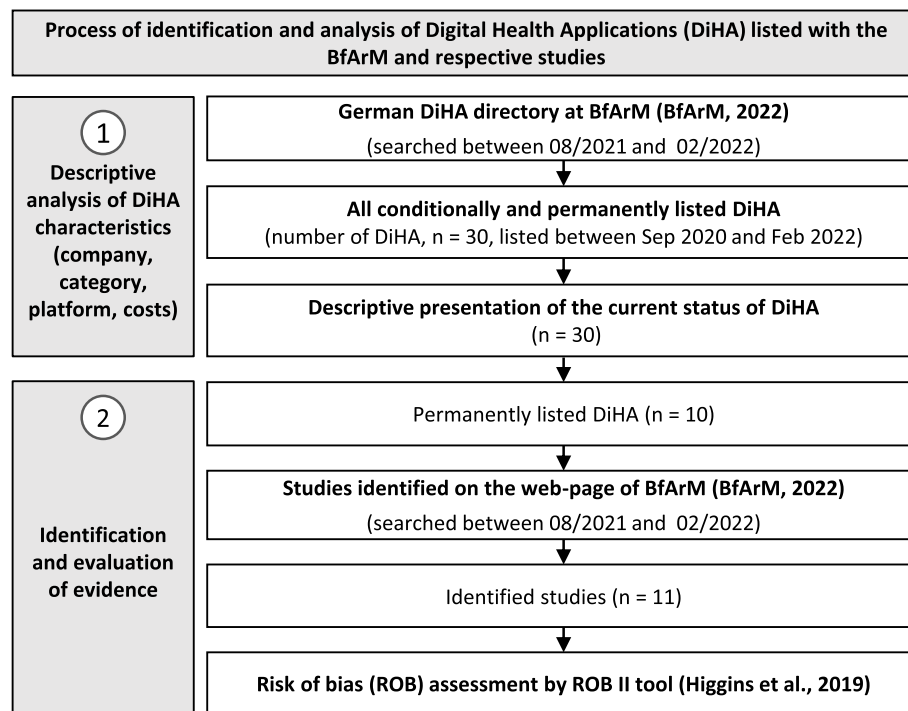 Process of identification and analysis of Digital Health Applications (DiHA) listed with the
BfArM and respective studies
1
Descriptive
analysis of DiHA
characteristics
(company,
category,
platform, costs)
German DiHA directory at BfArM (BfArM, 2022)
(searched between 08/2021 and 02/2022)
All conditionally and permanently listed DiHA
(number of DiHA, n = 30, listed between Sep 2020 and Feb 2022)
Descriptive presentation of the current status of DiHA
(n = 30)
2
Identification
and evaluation
of evidence
Permanently listed DiHA (n = 10)
Studies identified on the web-page of BfArM (BfArM, 2022)
(searched between 08/2021 and 02/2022)
Identified studies (n = 11)
Risk of bias (ROB) assessment by ROB II tool (Higgins et al., 2019)